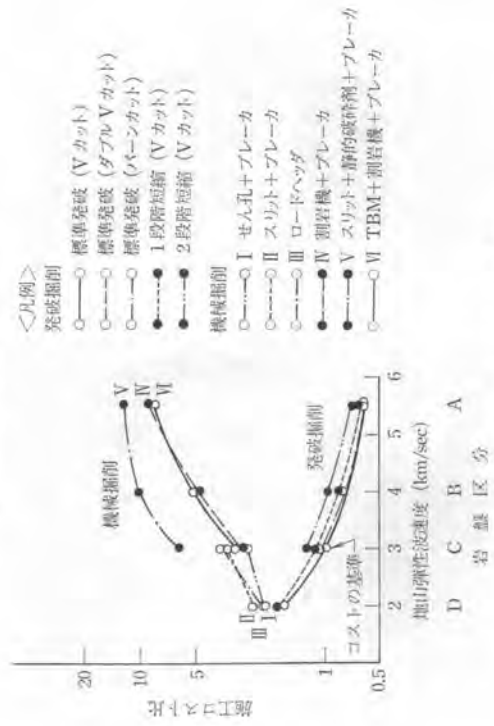 <凡例>
発破掘削
標準発破 (Vカット)
標準発破 (ダブルVカット)
標準発破 (バーンカット)
1段階短縮 (Vカット)
2段階短縮 (Vカット)
機械掘削
I せん孔+ブレーカ
II スリット+ブレーカ
III ロードヘッダ
IV 割岩機+ブレーカ
V スリット+静的破砕剤+ブレーカ
VI TBM+割岩機+ブレーカ
施工コスト比
20
10
5
1
0.5
機械掘削
V
IV
VI
II
III
I
発破掘削
コストの基準
2 3 4 5 6
地山弾性波速度 (km/sec)
D C B A
岩盤区分